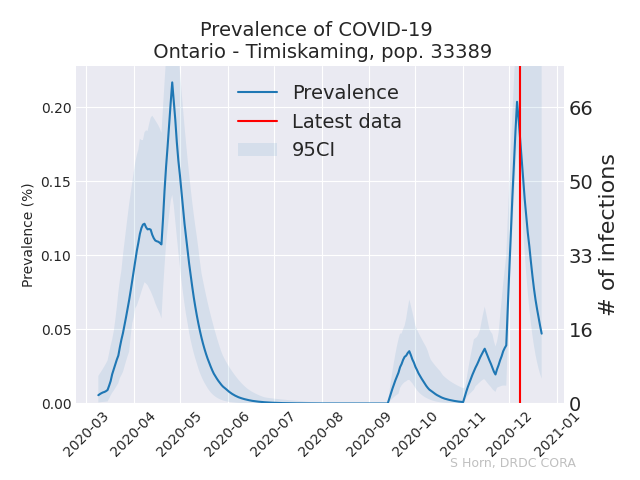 Prevalence of COVID-19
Ontario - Timiskaming, pop. 33389
Prevalence
Latest data
95CI
Prevalence (%)
0.20
0.15
0.10
0.05
0.00
66
50
33
16
0
# of infections
2020-03
2020-04
2020-05
2020-06
2020-07
2020-08
2020-09
2020-10
2020-11
2020-12
2021-01
S Horn, DRDC CORA